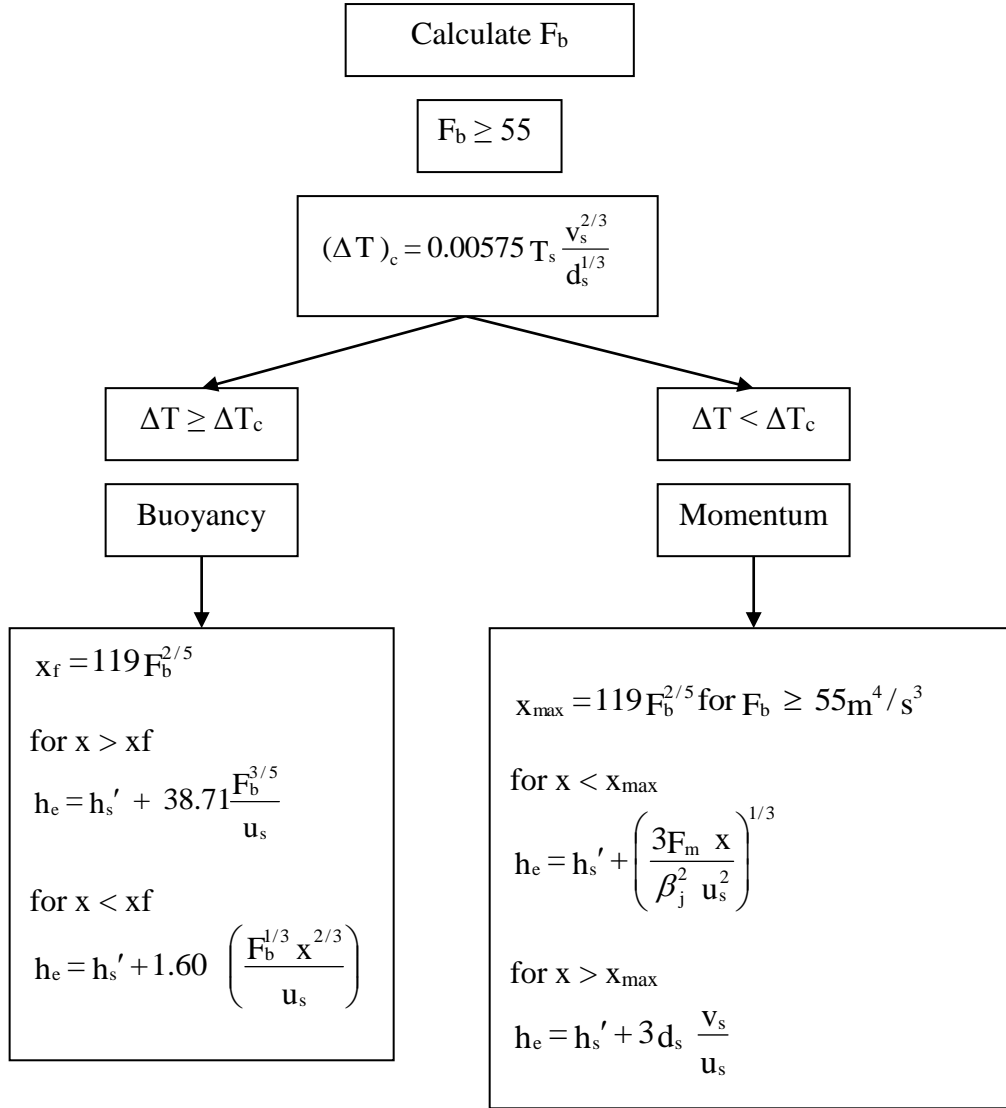 Calculate F_b
F_b ≥ 55
(ΔT)_c = 0.00575 T_s v_s^{2/3} / d_s^{1/3}
ΔT ≥ ΔT_c
ΔT < ΔT_c
Buoyancy
Momentum
x_f = 119 F_b^{2/5}
for x > xf
h_e = h_s′ + 38.71 F_b^{3/5} / u_s
for x < xf
h_e = h_s′ + 1.60 (F_b^{1/3} x^{2/3} / u_s)
x_max = 119 F_b^{2/5} for F_b ≥ 55m^4/s^3
for x < x_max
h_e = h_s′ + (3F_m x / β_j^2 u_s^2)^{1/3}
for x > x_max
h_e = h_s′ + 3d_s v_s / u_s